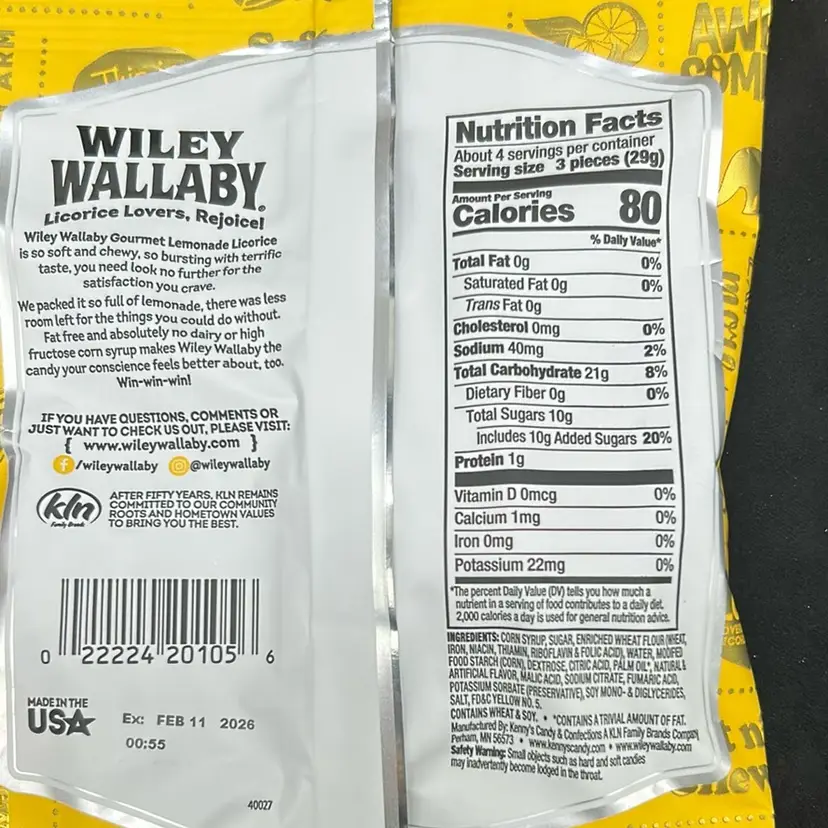 AW
COM
WILEY
WALLABY®
Licorice Lovers, Rejoice!
Wiley Wallaby Gourmet Lemonade Licorice
is so soft and chewy, so bursting with terrific
taste, you need look no further for the
satisfaction you crave.
We packed it so full of lemonade, there was less
room left for the things you could do without.
Fat free and absolutely no dairy or high
fructose corn syrup makes Wiley Wallaby the
candy your conscience feels better about, too.
Win-win-win!
IF YOU HAVE QUESTIONS, COMMENTS OR
JUST WANT TO CHECK US OUT, PLEASE VISIT:
{ www.wileywallaby.com }
/wileywallaby @wileywallaby
kln
Family Brands
AFTER FIFTY YEARS, KLN REMAINS
COMMITTED TO OUR COMMUNITY
ROOTS AND HOMETOWN VALUES
TO BRING YOU THE BEST.
0 22224 20105 6
MADE IN THE
USA
Ex: FEB 11 2026
00:55
40027
Nutrition Facts
About 4 servings per container
Serving size 3 pieces (29g)
Amount Per Serving
Calories 80
% Daily Value*
Total Fat 0g 0%
Saturated Fat 0g 0%
Trans Fat 0g
Cholesterol 0mg 0%
Sodium 40mg 2%
Total Carbohydrate 21g 8%
Dietary Fiber 0g 0%
Total Sugars 10g
Includes 10g Added Sugars 20%
Protein 1g
Vitamin D 0mcg 0%
Calcium 1mg 0%
Iron 0mg 0%
Potassium 22mg 0%
*The percent Daily Value (DV) tells you how much a
nutrient in a serving of food contributes to a daily diet.
2,000 calories a day is used for general nutrition advice.
INGREDIENTS: CORN SYRUP, SUGAR, ENRICHED WHEAT FLOUR (WHEAT,
IRON, NIACIN, THIAMIN, RIBOFLAVIN & FOLIC ACID), WATER, MODIFIED
FOOD STARCH (CORN), DEXTROSE, CITRIC ACID, PALM OIL*, NATURAL &
ARTIFICIAL FLAVOR, MALIC ACID, SODIUM CITRATE, FUMARIC ACID,
POTASSIUM SORBATE (PRESERVATIVE), SOY MONO- & DIGLYCERIDES,
SALT, FD&C YELLOW NO. 5.
CONTAINS WHEAT & SOY. • *CONTAINS A TRIVIAL AMOUNT OF FAT.
Manufactured By: Kenny's Candy & Confections A KLN Family Brands Company
Perham, MN 56573 • www.kennyscandy.com • www.wileywallaby.com
Safety Warning: Small objects such as hard and soft candies
may inadvertently become lodged in the throat.